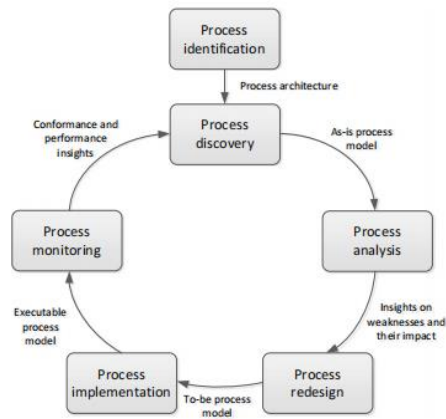 Process
identification
Process architecture
Process
discovery
As-is process
model
Process
analysis
Insights on
weaknesses and
their impact
Process
redesign
To-be process
model
Process
implementation
Executable
process
model
Process
monitoring
Conformance and
performance
insights